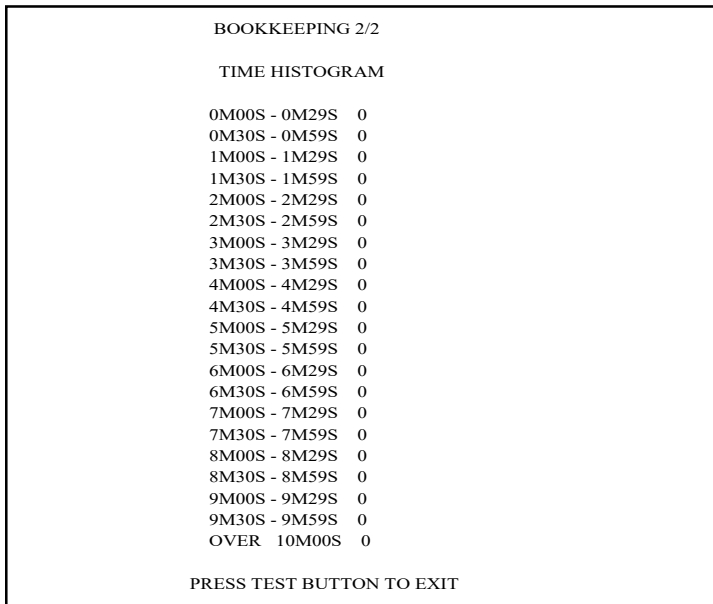 BOOKKEEPING 2/2
TIME HISTOGRAM
0M00S - 0M29S 0
0M30S - 0M59S 0
1M00S - 1M29S 0
1M30S - 1M59S 0
2M00S - 2M29S 0
2M30S - 2M59S 0
3M00S - 3M29S 0
3M30S - 3M59S 0
4M00S - 4M29S 0
4M30S - 4M59S 0
5M00S - 5M29S 0
5M30S - 5M59S 0
6M00S - 6M29S 0
6M30S - 6M59S 0
7M00S - 7M29S 0
7M30S - 7M59S 0
8M00S - 8M29S 0
8M30S - 8M59S 0
9M00S - 9M29S 0
9M30S - 9M59S 0
OVER 10M00S 0
PRESS TEST BUTTON TO EXIT